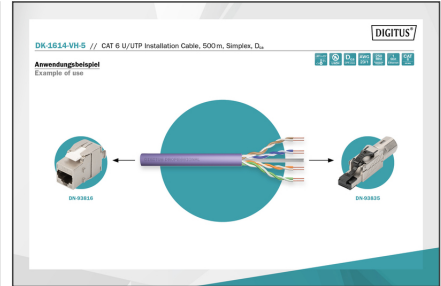 DIGITUS®
DK-1614-VH-5 // CAT 6 U/UTP Installation Cable, 500 m, Simplex, Dca
Anwendungsbeispiel
Example of use
DN-93616
DN-93835